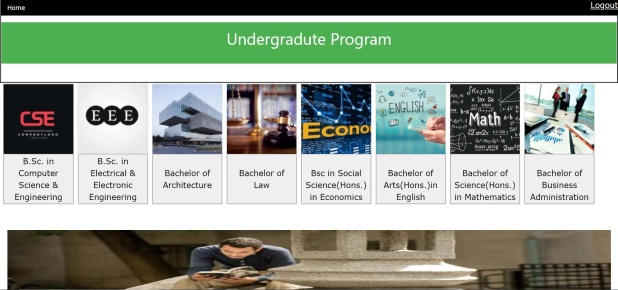 Home
Logout
Undergradute Program
CSE
EEE
Econo
ENGLISH
Math
B.Sc. in
Computer
Science &
Engineering
B.Sc. in
Electrical &
Electronic
Engineering
Bachelor of
Architecture
Bachelor of
Law
Bsc in Social
Science(Hons.)
in Economics
Bachelor of
Arts(Hons.)in
English
Bachelor of
Science(Hons.)
in Mathematics
Bachelor of
Business
Administration